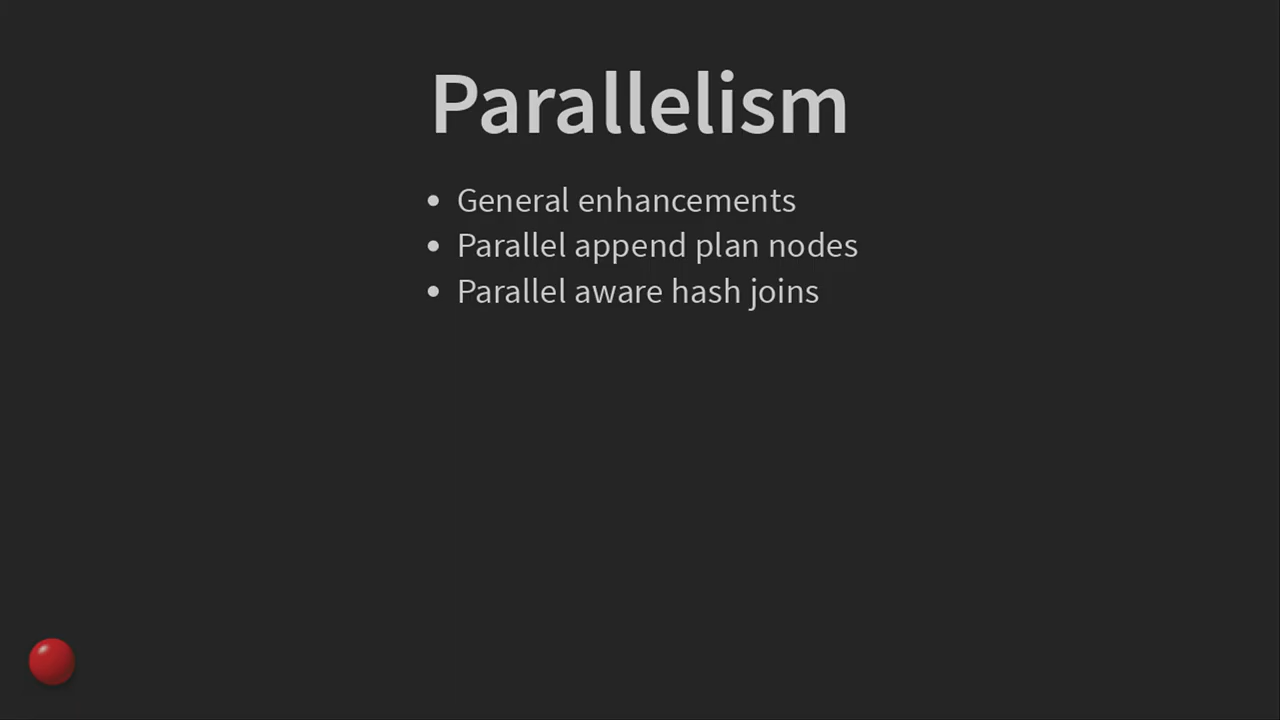 Parallelism
• General enhancements
• Parallel append plan nodes
• Parallel aware hash joins